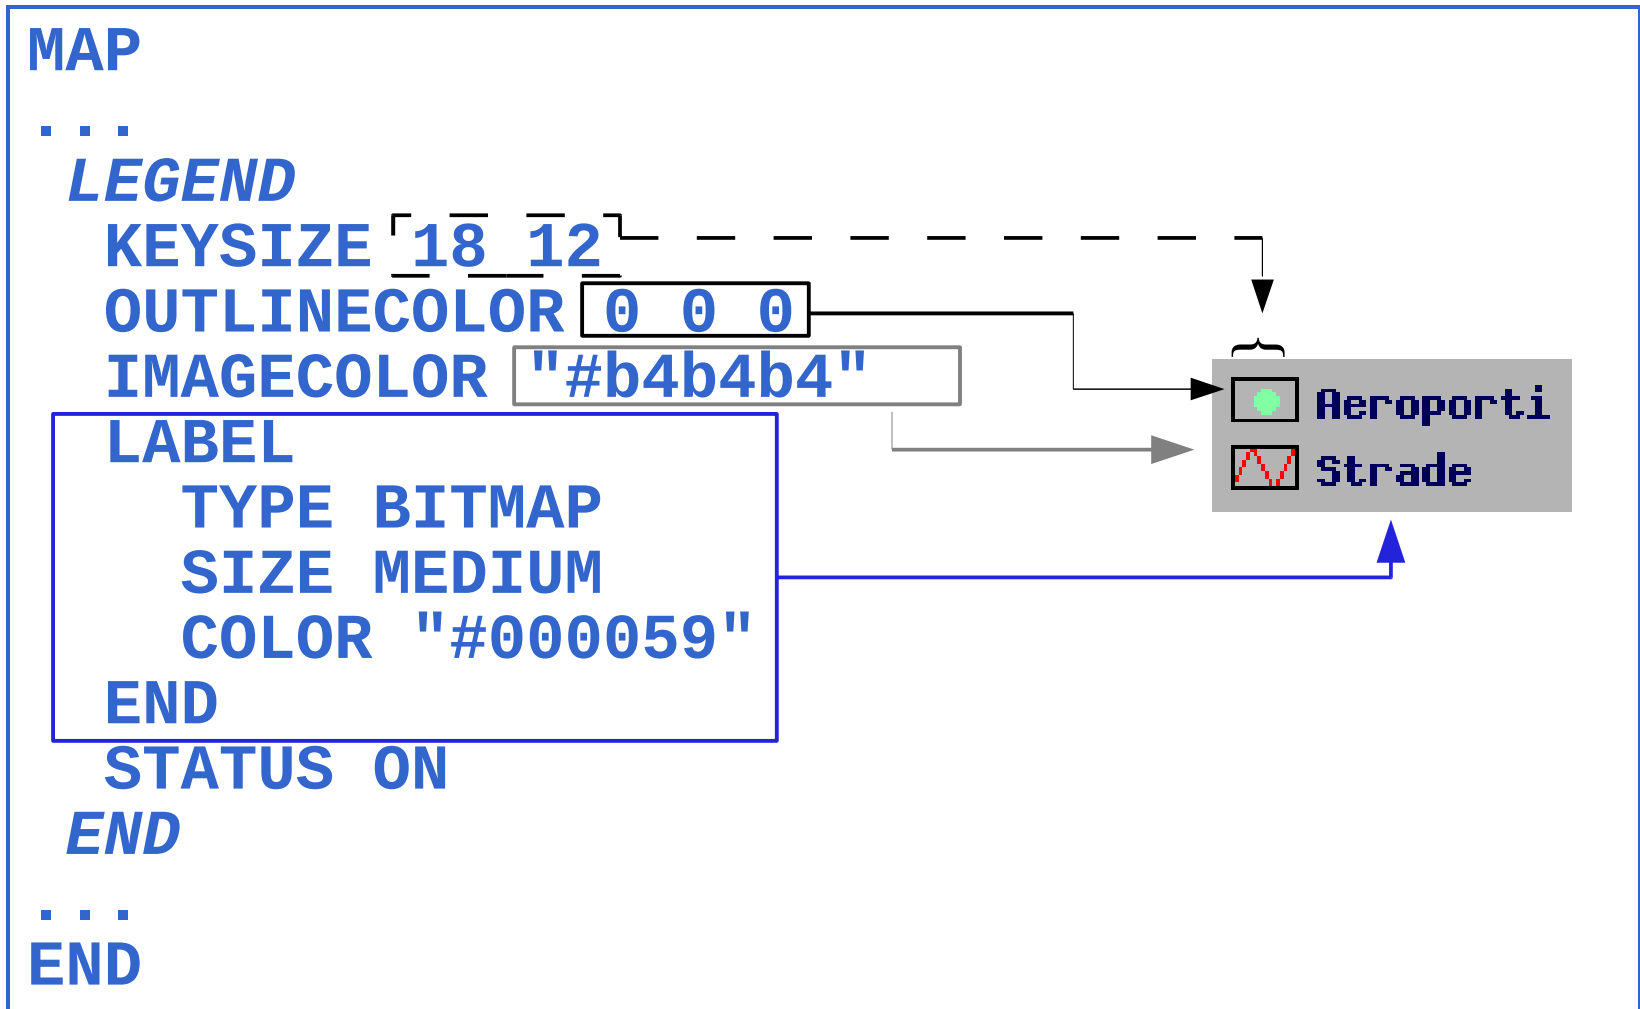 MAP
...
LEGEND
KEYSIZE 18 12
OUTLINECOLOR 0 0 0
IMAGECOLOR "#b4b4b4"
LABEL
TYPE BITMAP
SIZE MEDIUM
COLOR "#000059"
END
STATUS ON
END
...
END
Aeroporti
Strade